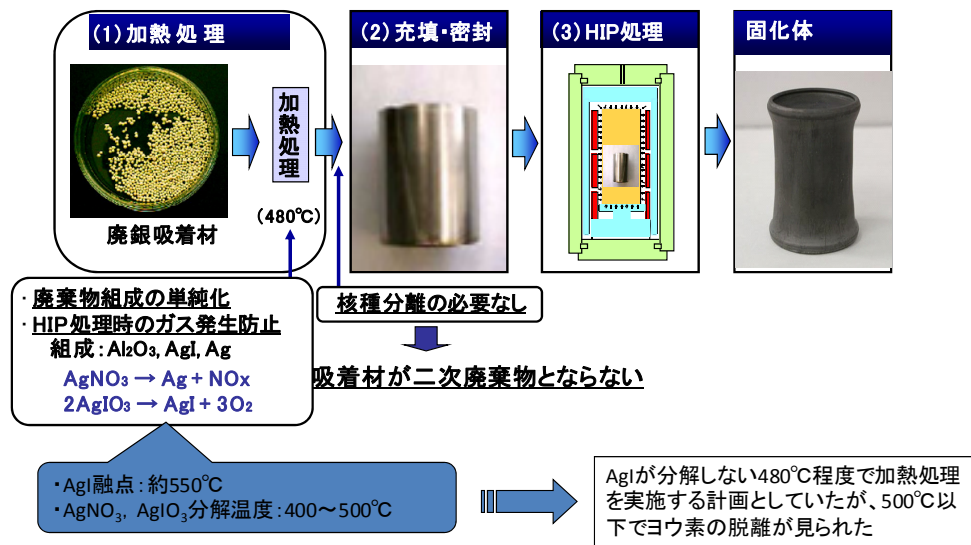 (1)加熱処理
(2)充填・密封
(3)HIP処理
固化体
加熱処理
(480℃)
廃銀吸着材
・廃棄物組成の単純化
・HIP処理時のガス発生防止
組成:Al₂O₃, AgI, Ag
AgNO₃ → Ag + NOx
2AgIO₃ → AgI + 3O₂
核種分離の必要なし
吸着材が二次廃棄物とならない
・AgI融点:約550℃
・AgNO₃, AgIO₃分解温度:400~500℃
AgIが分解しない480℃程度で加熱処理
を実施する計画としていたが、500℃以
下でヨウ素の脱離が見られた